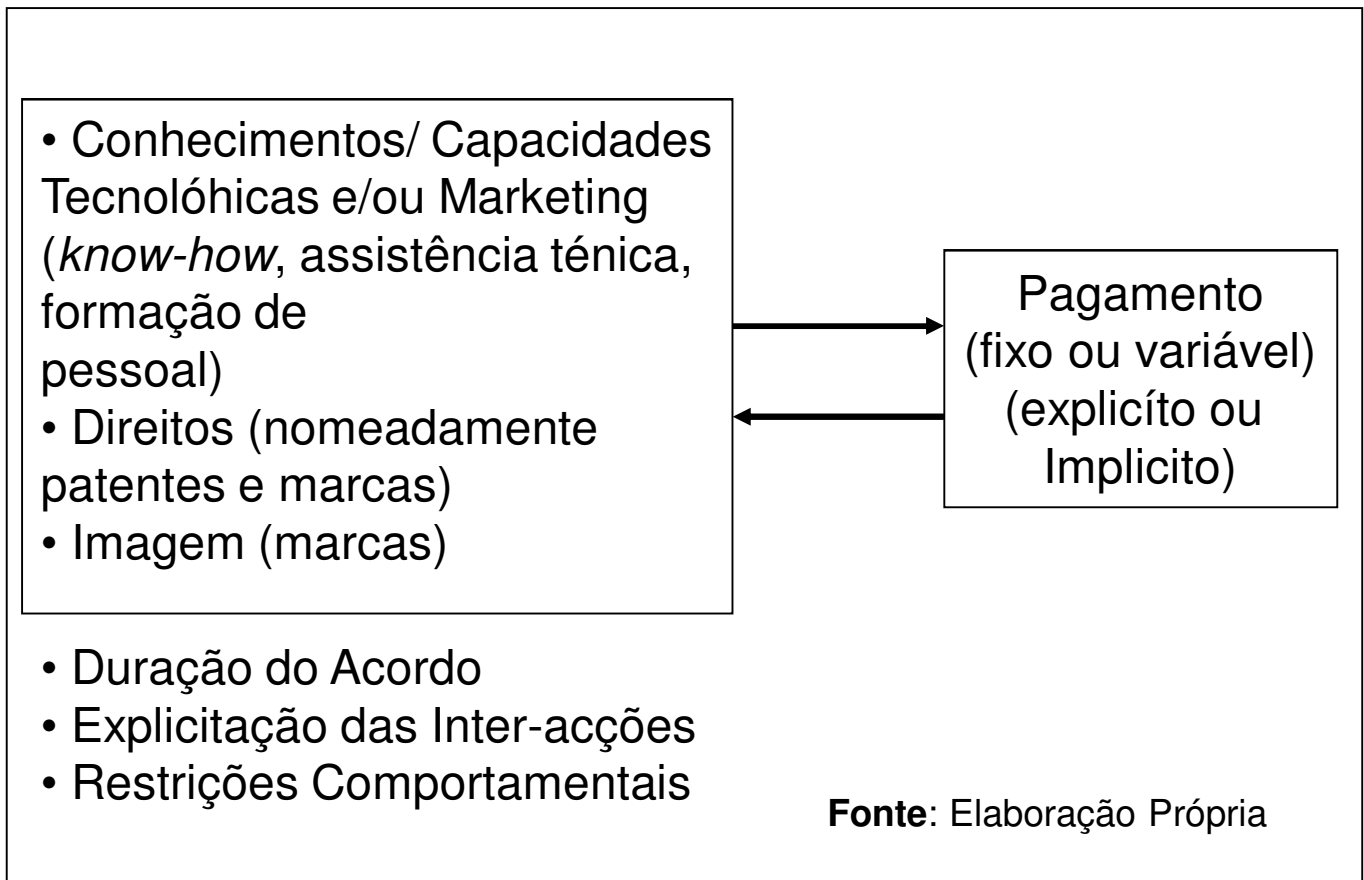 • Conhecimentos/ Capacidades
Tecnolóhicas e/ou Marketing
(know-how, assistência ténica,
formação de
pessoal)
• Direitos (nomeadamente
patentes e marcas)
• Imagem (marcas)
Pagamento
(fixo ou variável)
(explicíto ou
Implicito)
• Duração do Acordo
• Explicitação das Inter-acções
• Restrições Comportamentais
Fonte: Elaboração Própria